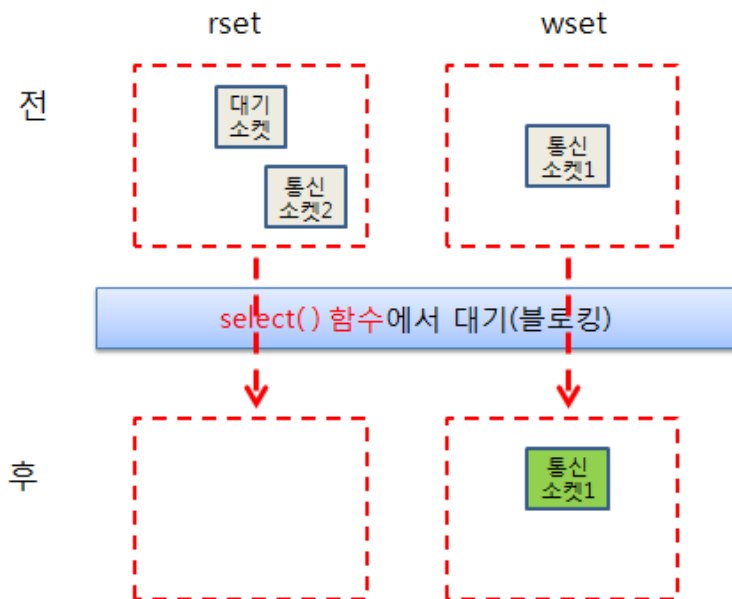 rset
wset
전
대기
소켓
통신
소켓2
통신
소켓1
select( ) 함수에서 대기(블로킹)
후
통신
소켓1